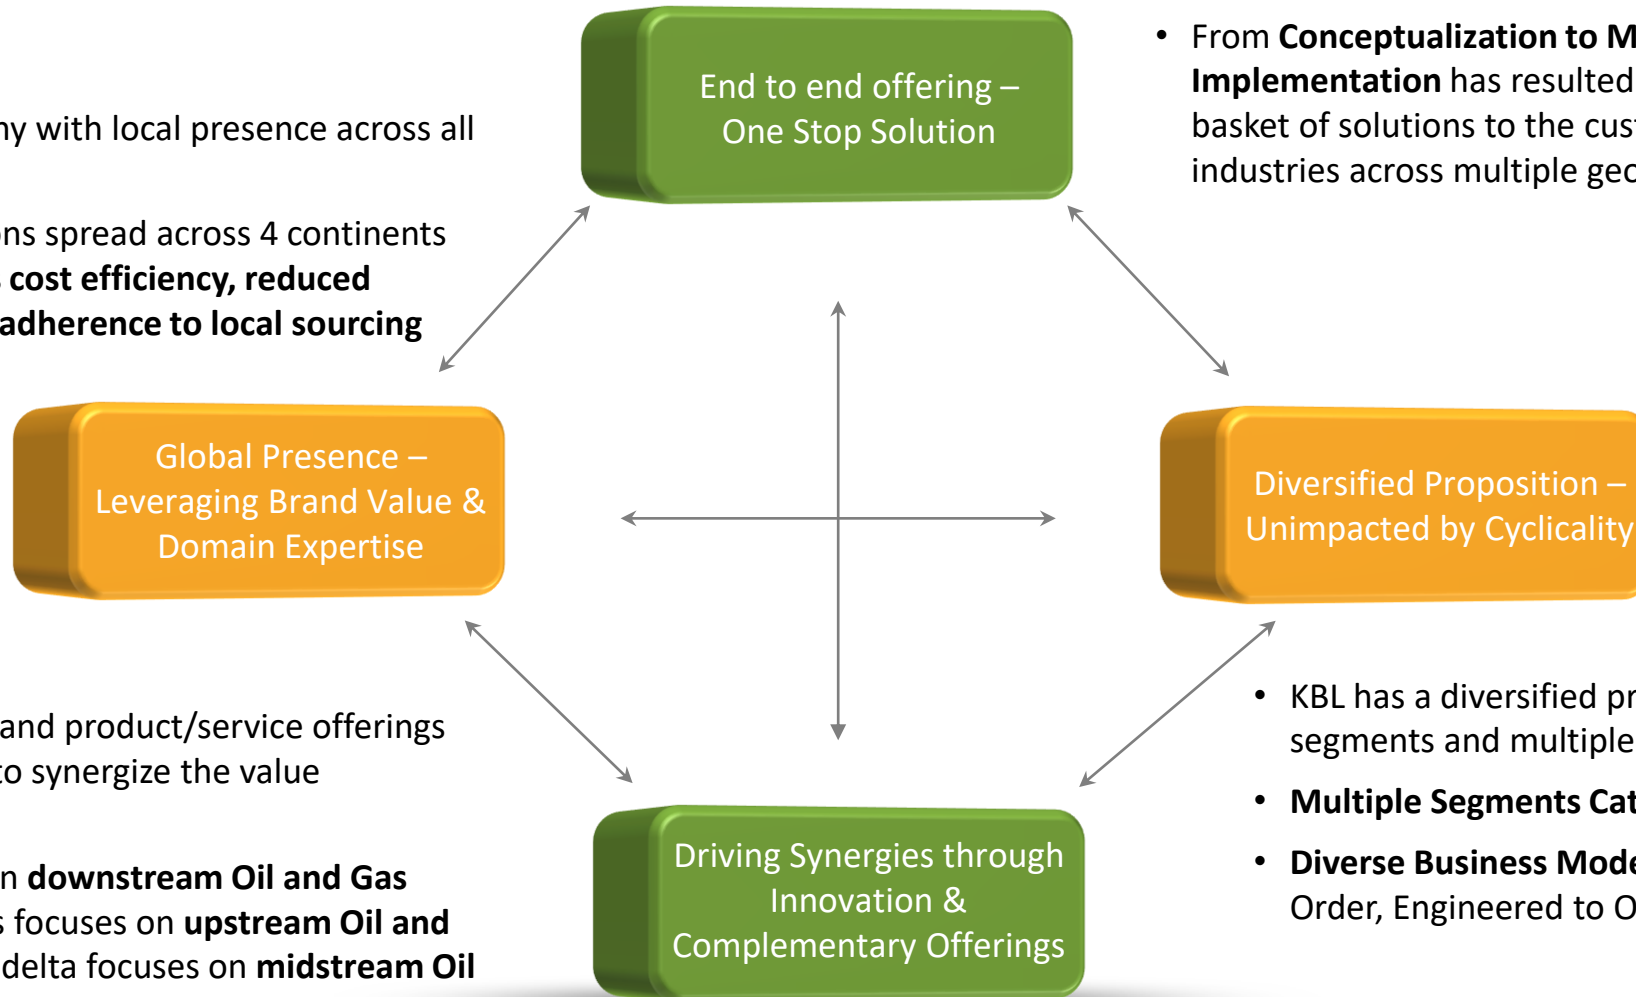 End to end offering –
One Stop Solution
• From Conceptualization to M
Implementation has resulted
basket of solutions to the cust
industries across multiple geo
ny with local presence across all
ons spread across 4 continents
cost efficiency, reduced
adherence to local sourcing
Global Presence –
Leveraging Brand Value &
Domain Expertise
Diversified Proposition –
Unimpacted by Cyclicality
and product/service offerings
to synergize the value
n downstream Oil and Gas
s focuses on upstream Oil and
delta focuses on midstream Oil
Driving Synergies through
Innovation &
Complementary Offerings
• KBL has a diversified pr
segments and multiple
• Multiple Segments Cat
• Diverse Business Mode
Order, Engineered to O